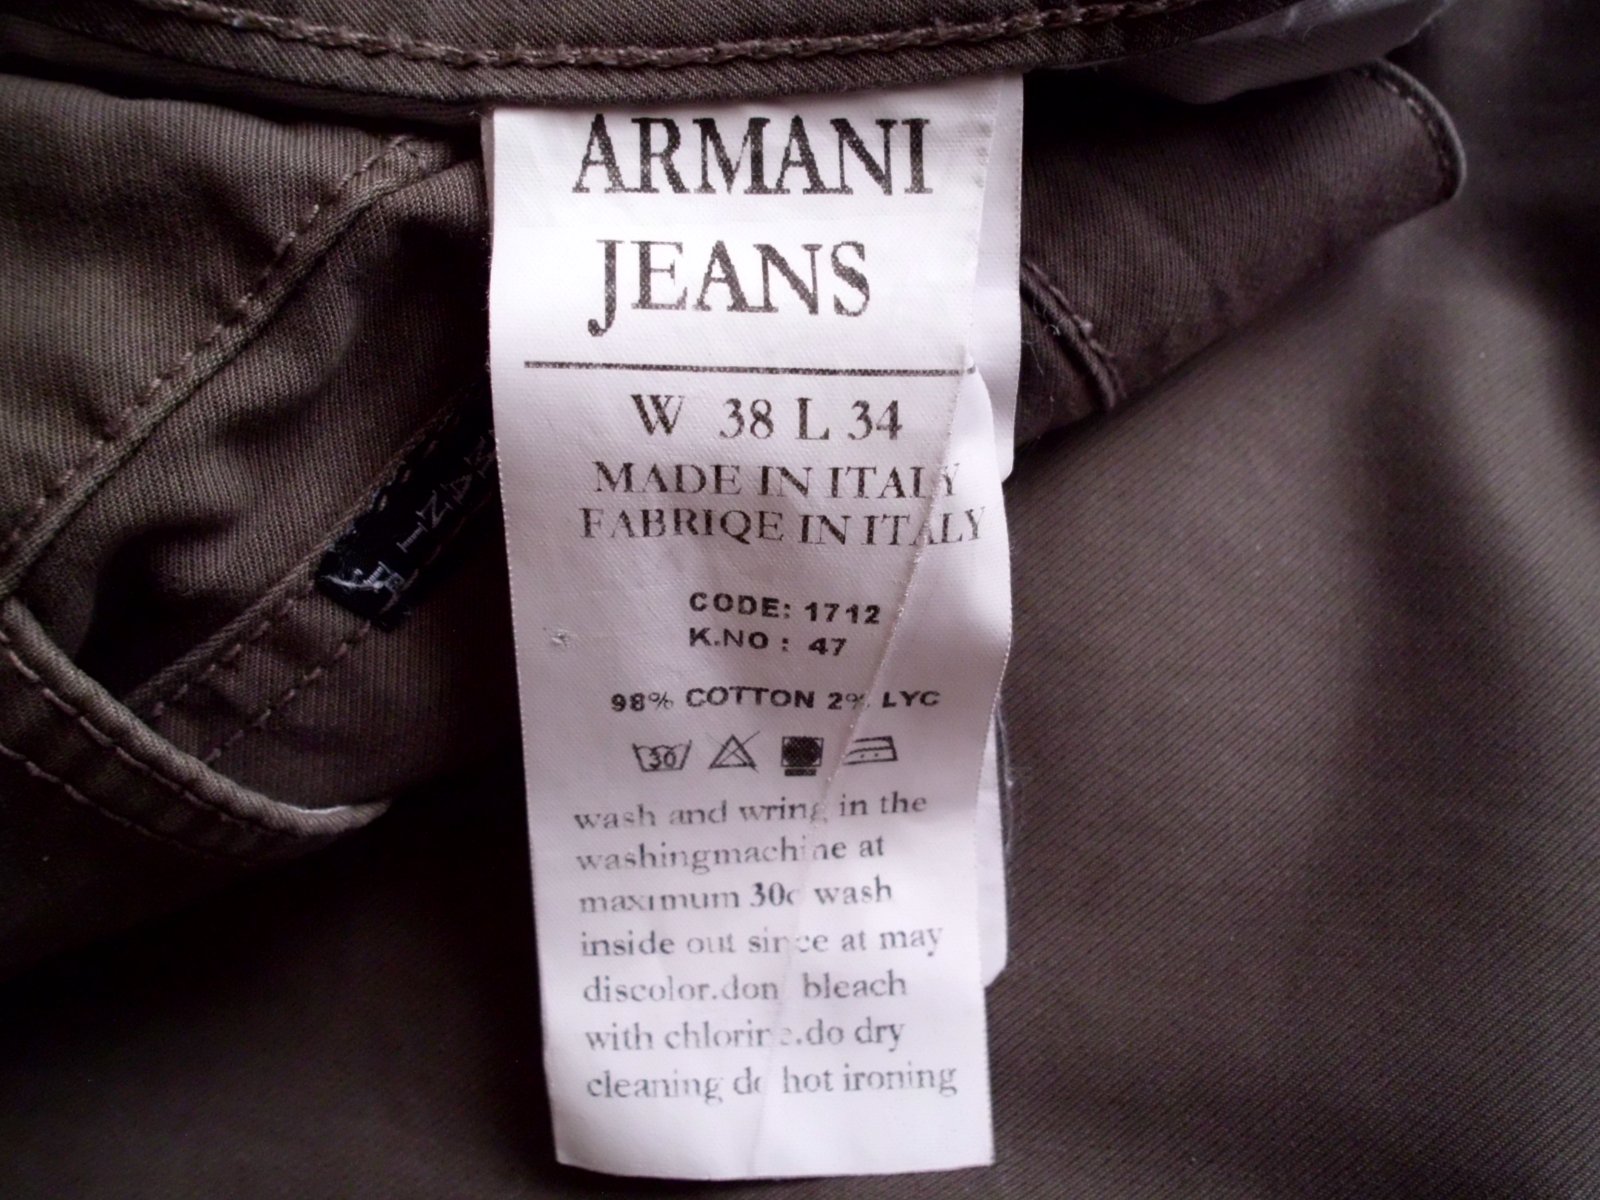 ARMANI
JEANS
W 38 L 34
MADE IN ITALY
FABRIQE IN ITALY
CODE: 1712
K.NO : 47
98% COTTON 2% LYC
30
wash and wring in the
washingmachine at
maximum 30c wash
inside out since at may
discolor.don bleach
with chlorine.do dry
cleaning do hot ironing